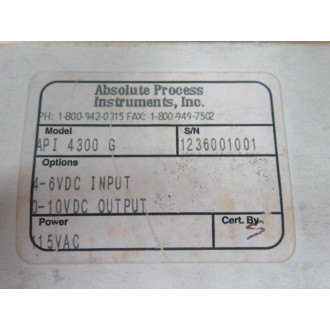 Absolute Process
Instruments, Inc.
PH: 1-800-942-0315 FAX: 1-800-949-7502
Model
API 4300 G
S/N
1236001001
Options
4-6VDC INPUT
0-10VDC OUTPUT
Power
115VAC
Cert. By